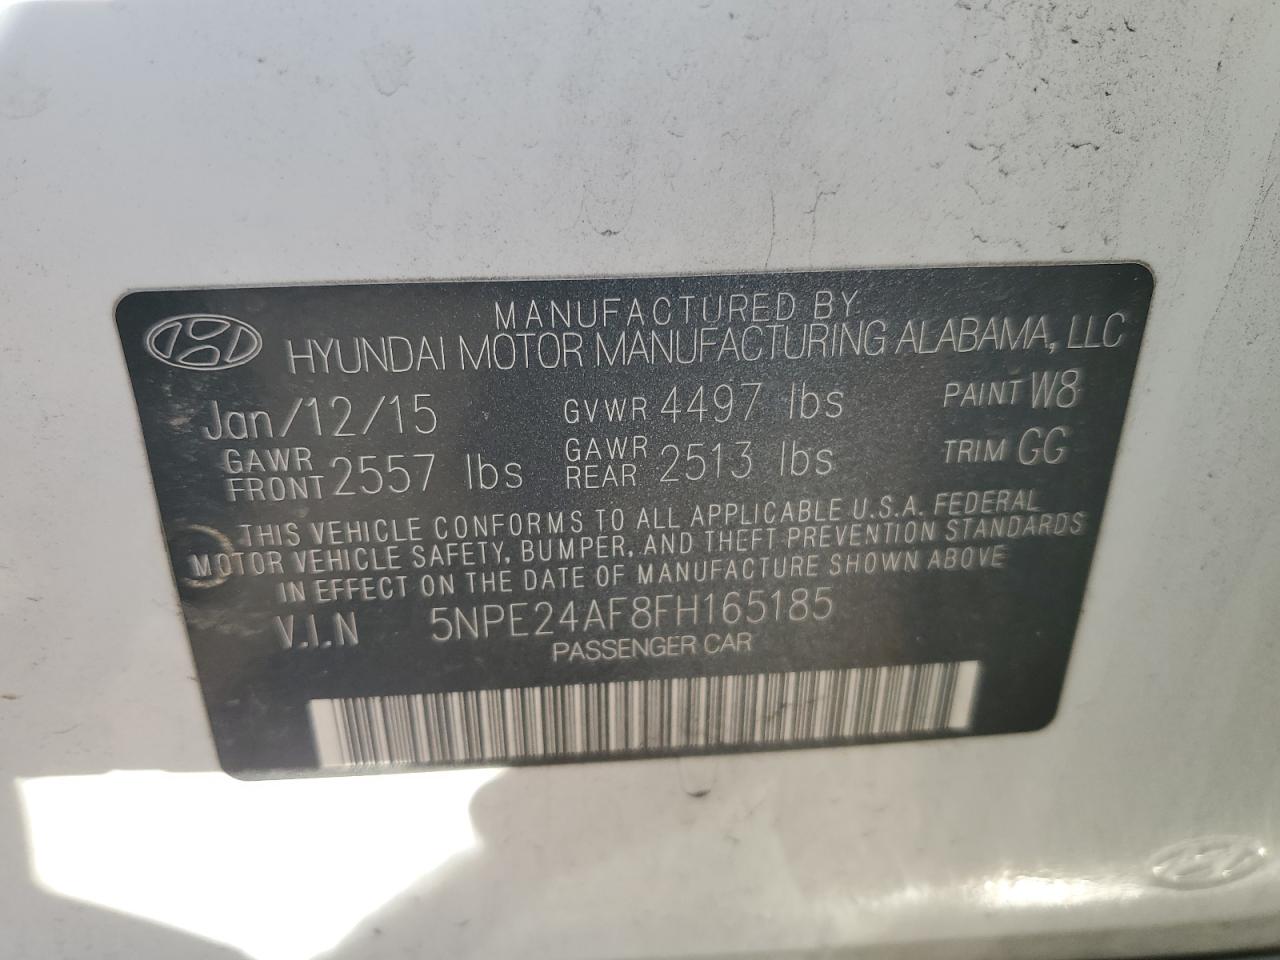 MANUFACTURED BY
HYUNDAI MOTOR MANUFACTURING ALABAMA, LLC
Jan/12/15 GVWR 4497 lbs PAINT W8
GAWR FRONT 2557 lbs GAWR REAR 2513 lbs TRIM GG
THIS VEHICLE CONFORMS TO ALL APPLICABLE U.S.A. FEDERAL
MOTOR VEHICLE SAFETY, BUMPER, AND THEFT PREVENTION STANDARDS
IN EFFECT ON THE DATE OF MANUFACTURE SHOWN ABOVE
V.I.N 5NPE24AF8FH165185
PASSENGER CAR